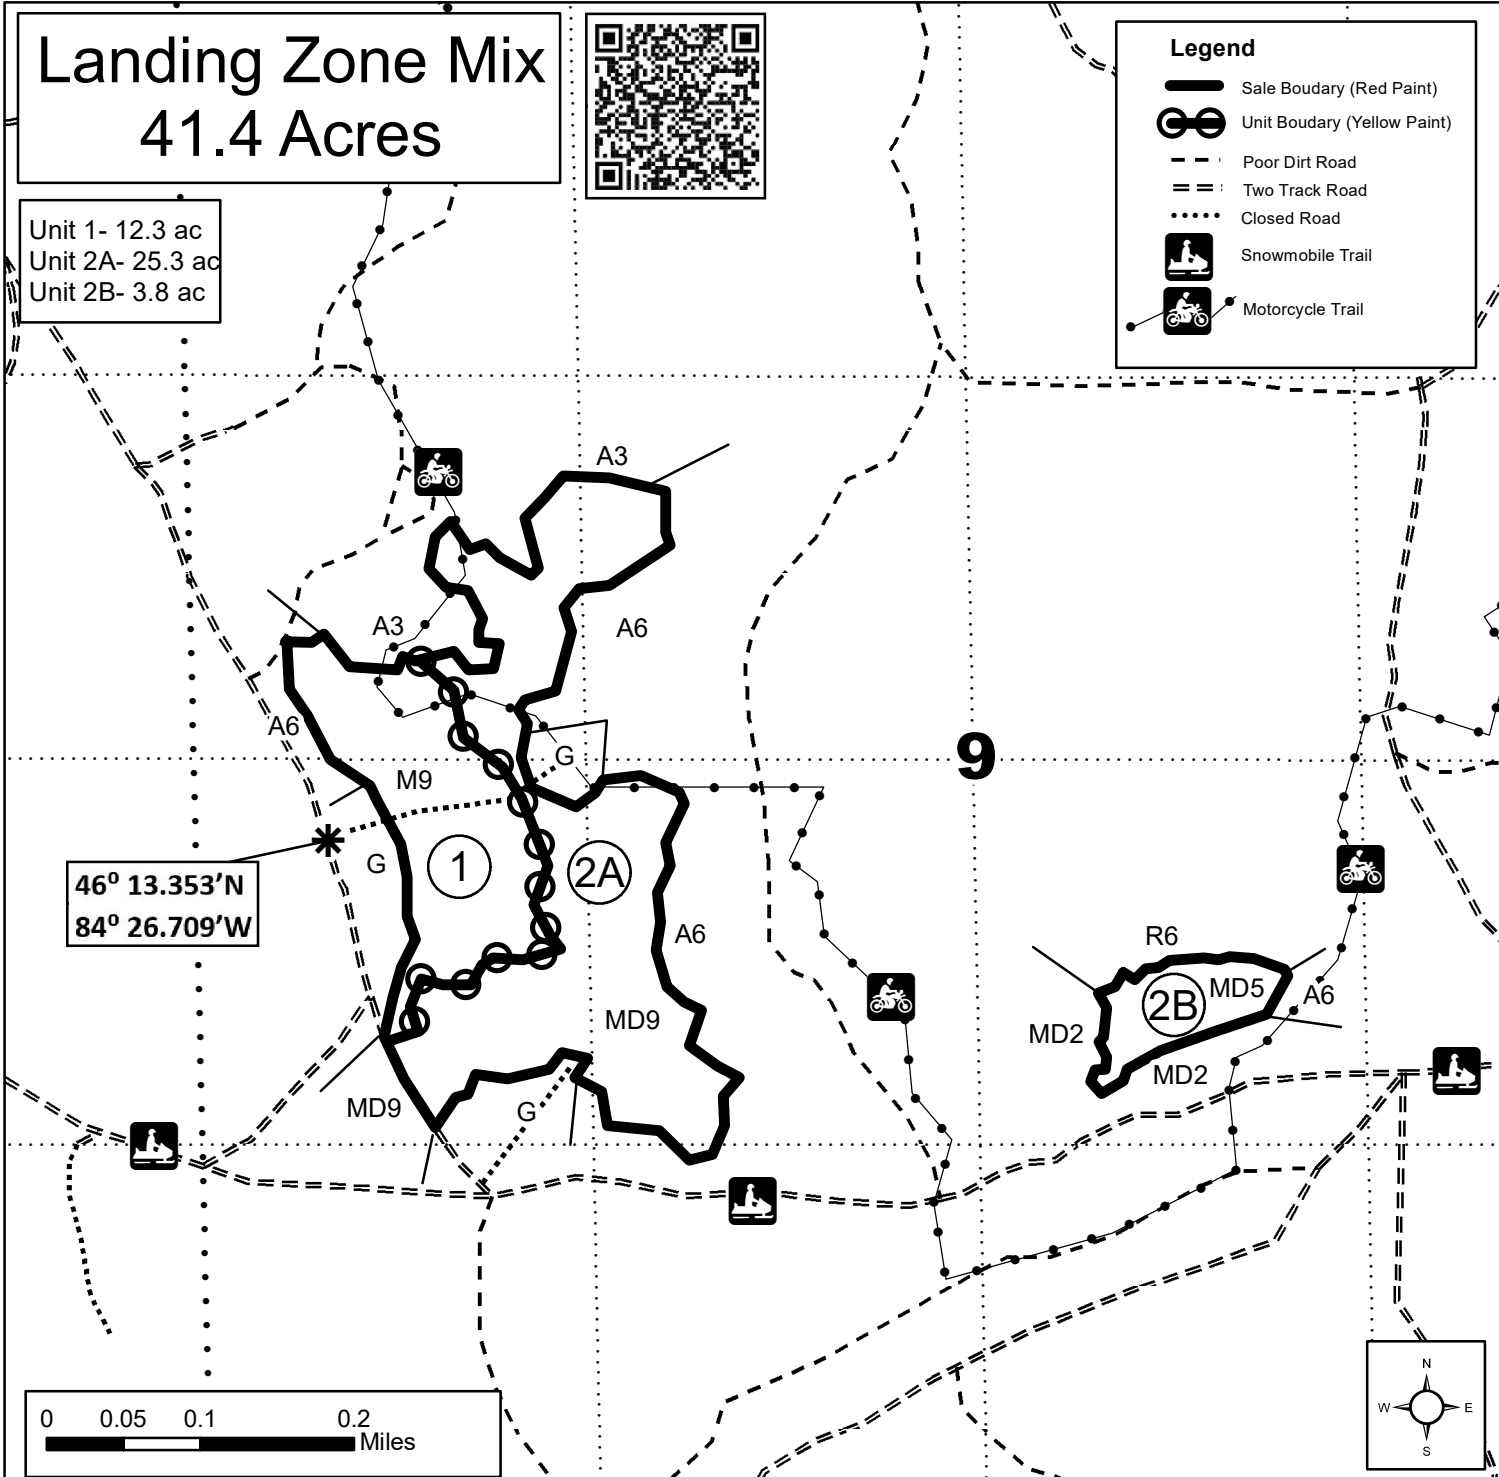 Landing Zone Mix
41.4 Acres
Unit 1- 12.3 ac
Unit 2A- 25.3 ac
Unit 2B- 3.8 ac
Legend
Sale Boudary (Red Paint)
Unit Boudary (Yellow Paint)
Poor Dirt Road
Two Track Road
Closed Road
Snowmobile Trail
Motorcycle Trail
A3
A3
A6
A6
G
9
M9
G
1
2A
46⁰ 13.353’N
84⁰ 26.709’W
A6
R6
MD5
A6
2B
MD9
MD2
MD2
MD9
G
0 0.05 0.1 0.2
Miles
N
W E
S